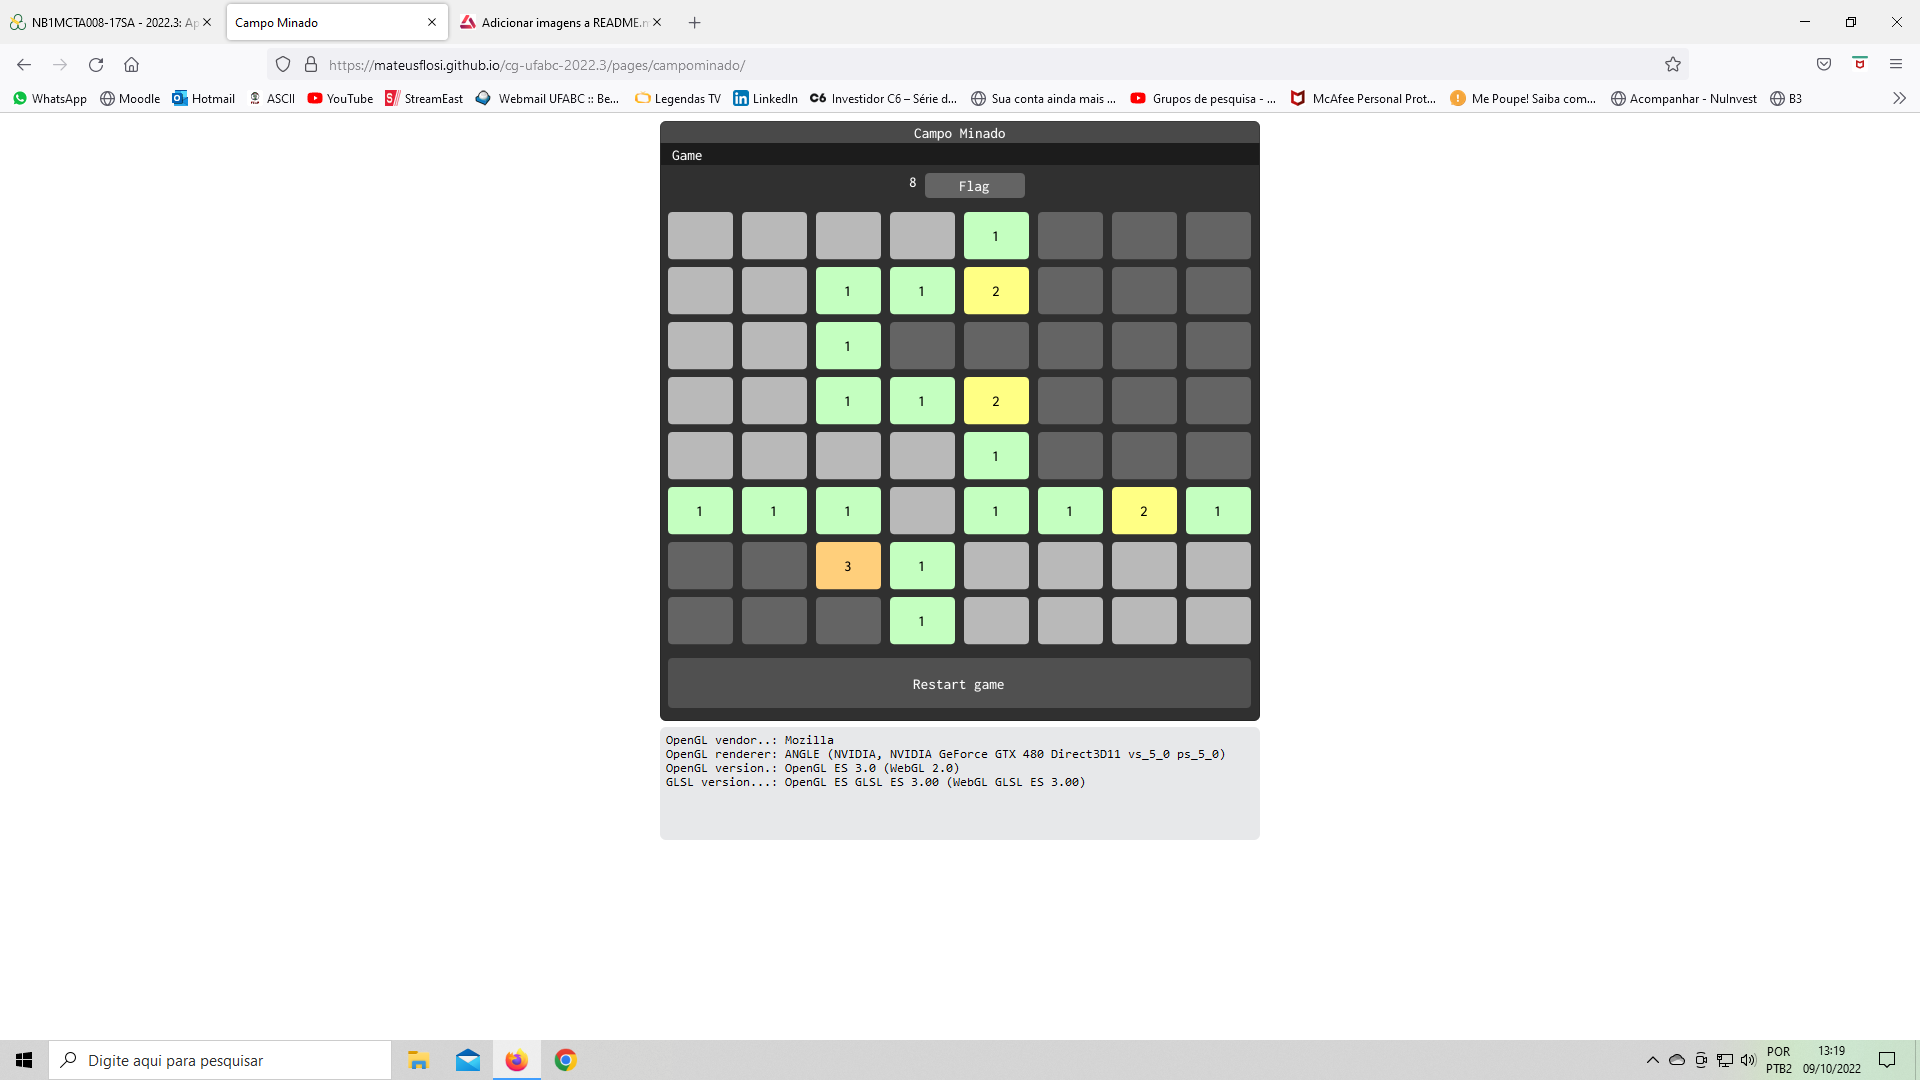 NB1MCTA008-17SA - 2022.3: Ap
Campo Minado
Adicionar imagens a README.m
https://mateusflosi.github.io/cg-ufabc-2022.3/pages/campominado/
WhatsApp Moodle Hotmail ASCII YouTube StreamEast Webmail UFABC :: Be... Legendas TV LinkedIn C6 Investidor C6 – Série d... Sua conta ainda mais ... Grupos de pesquisa - ... McAfee Personal Prot... Me Poupe! Saiba com... Acompanhar - NuInvest B3
Campo Minado
Game
8 Flag
1
1 1 2
1
1 1 2
1
1 1 1 1 1 2 1
3 1
1
Restart game
OpenGL vendor..: Mozilla
OpenGL renderer: ANGLE (NVIDIA, NVIDIA GeForce GTX 480 Direct3D11 vs_5_0 ps_5_0)
OpenGL version.: OpenGL ES 3.0 (WebGL 2.0)
GLSL version...: OpenGL ES GLSL ES 3.00 (WebGL GLSL ES 3.00)
Digite aqui para pesquisar
POR
PTB2
13:19
09/10/2022